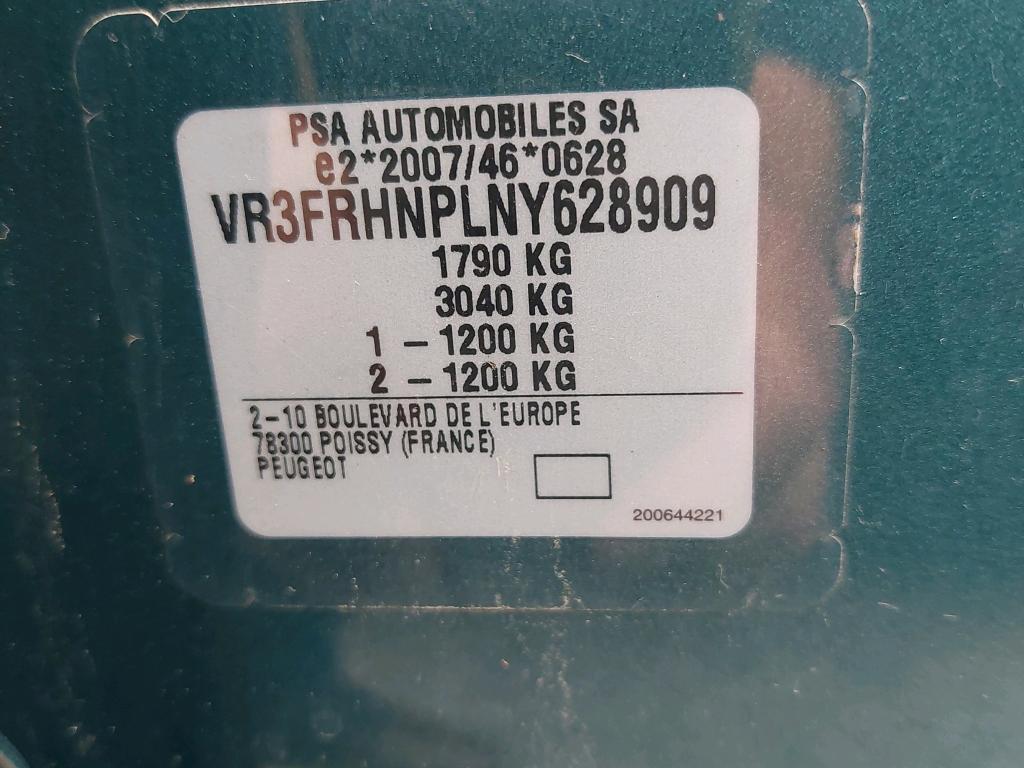 PSA AUTOMOBILES SA
e2*2007/46*0628
VR3FRHNPLNY628909
1790 KG
3040 KG
1 - 1200 KG
2 - 1200 KG
2-10 BOULEVARD DE L'EUROPE
78300 POISSY (FRANCE)
PEUGEOT
200644221